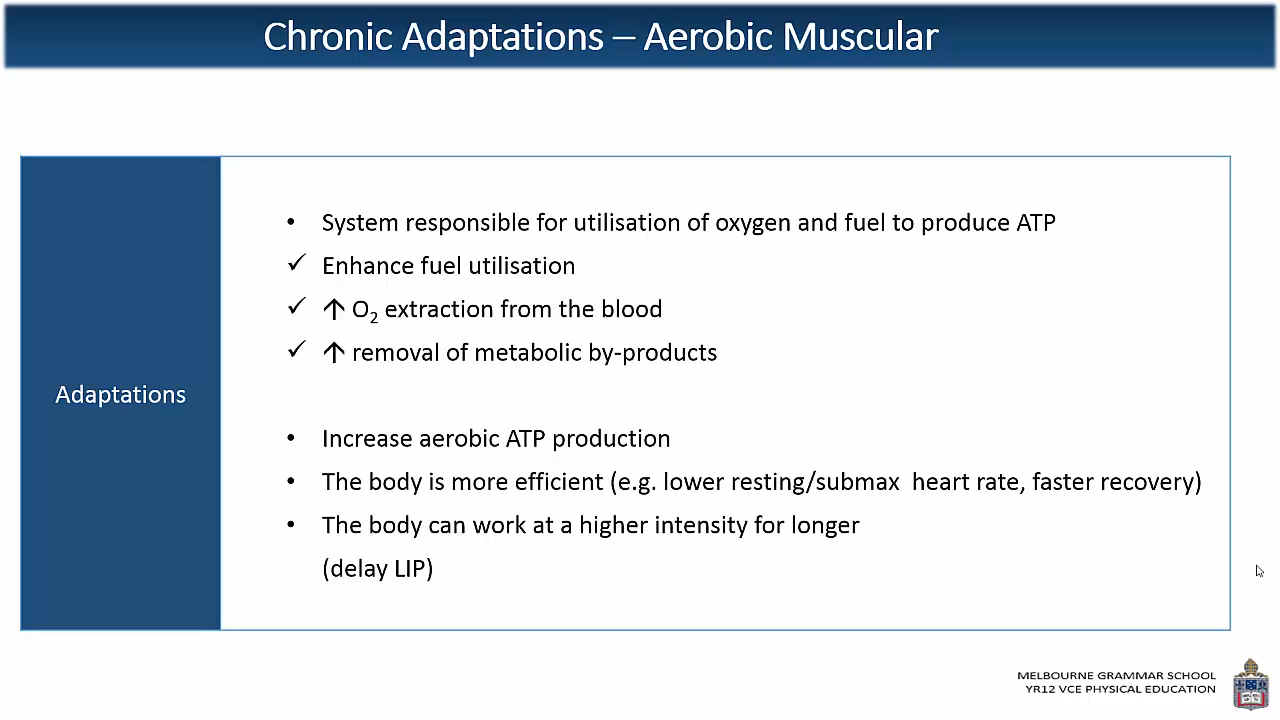 Chronic Adaptations – Aerobic Muscular
Adaptations
• System responsible for utilisation of oxygen and fuel to produce ATP
✓ Enhance fuel utilisation
✓ ↑ O₂ extraction from the blood
✓ ↑ removal of metabolic by-products
• Increase aerobic ATP production
• The body is more efficient (e.g. lower resting/submax heart rate, faster recovery)
• The body can work at a higher intensity for longer
(delay LIP)
MELBOURNE GRAMMAR SCHOOL
YR12 VCE PHYSICAL EDUCATION